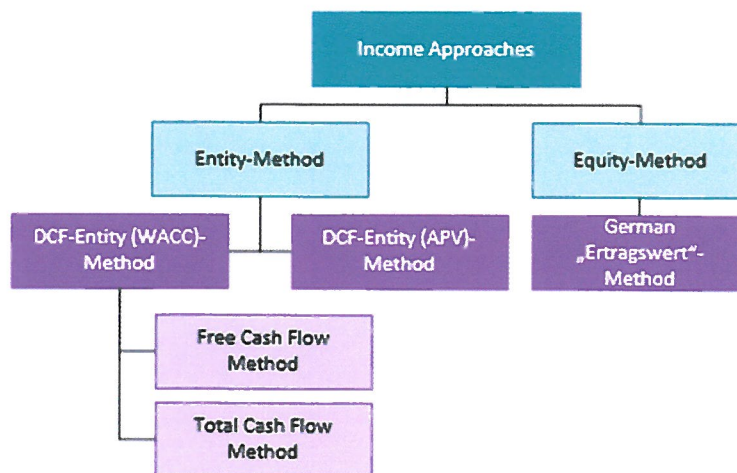 Income Approaches
Entity-Method
Equity-Method
DCF-Entity (WACC)-
Method
DCF-Entity (APV)-
Method
German
„Ertragswert“-
Method
Free Cash Flow
Method
Total Cash Flow
Method